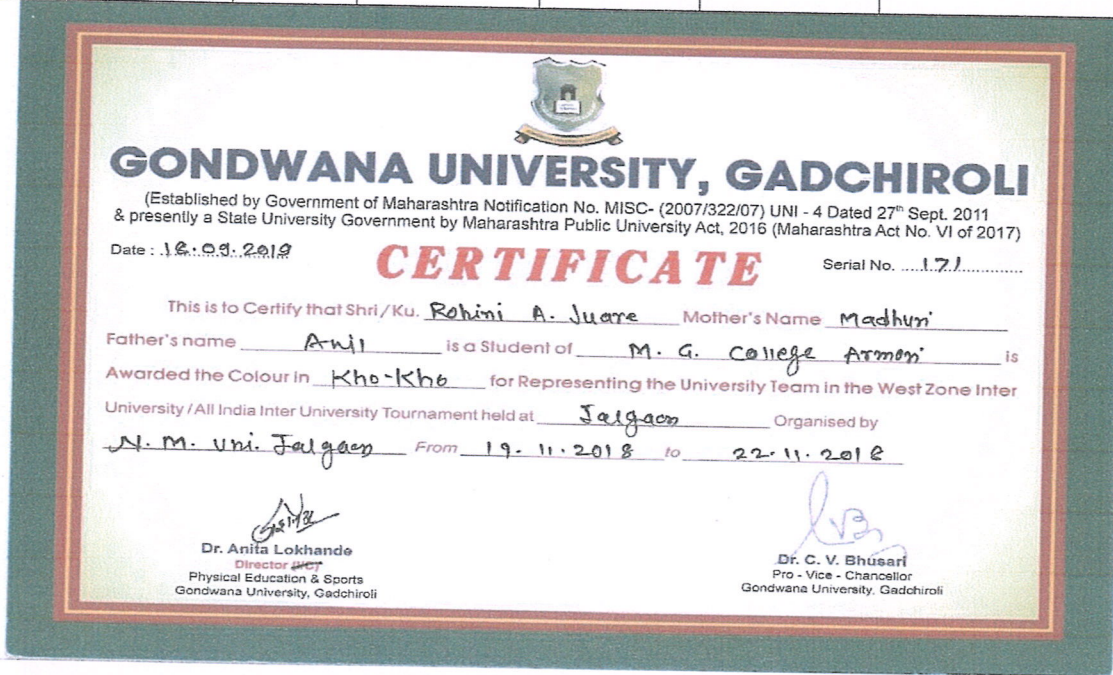 GONDWANA UNIVERSITY, GADCHIROLI
(Established by Government of Maharashtra Notification No. MISC- (2007/322/07) UNI - 4 Dated 27th Sept. 2011
& presently a State University Government by Maharashtra Public University Act, 2016 (Maharashtra Act No. VI of 2017)
Date : 18.09.2019
CERTIFICATE
Serial No. 171
This is to Certify that Shri/Ku. Rohini A. Juare Mother's Name Madhuri
Father's name Anil is a Student of M. G. College Armori is
Awarded the Colour in Kho-Kho for Representing the University Team in the West Zone Inter
University/All India Inter University Tournament held at Jalgaon Organised by
N. M. Uni. Jalgaon From 19.11.2018 to 22.11.2018
Dr. Anita Lokhande
Director
Physical Education & Sports
Gondwana University, Gadchiroli
Dr. C. V. Bhusari
Pro - Vice - Chancellor
Gondwana University, Gadchiroli